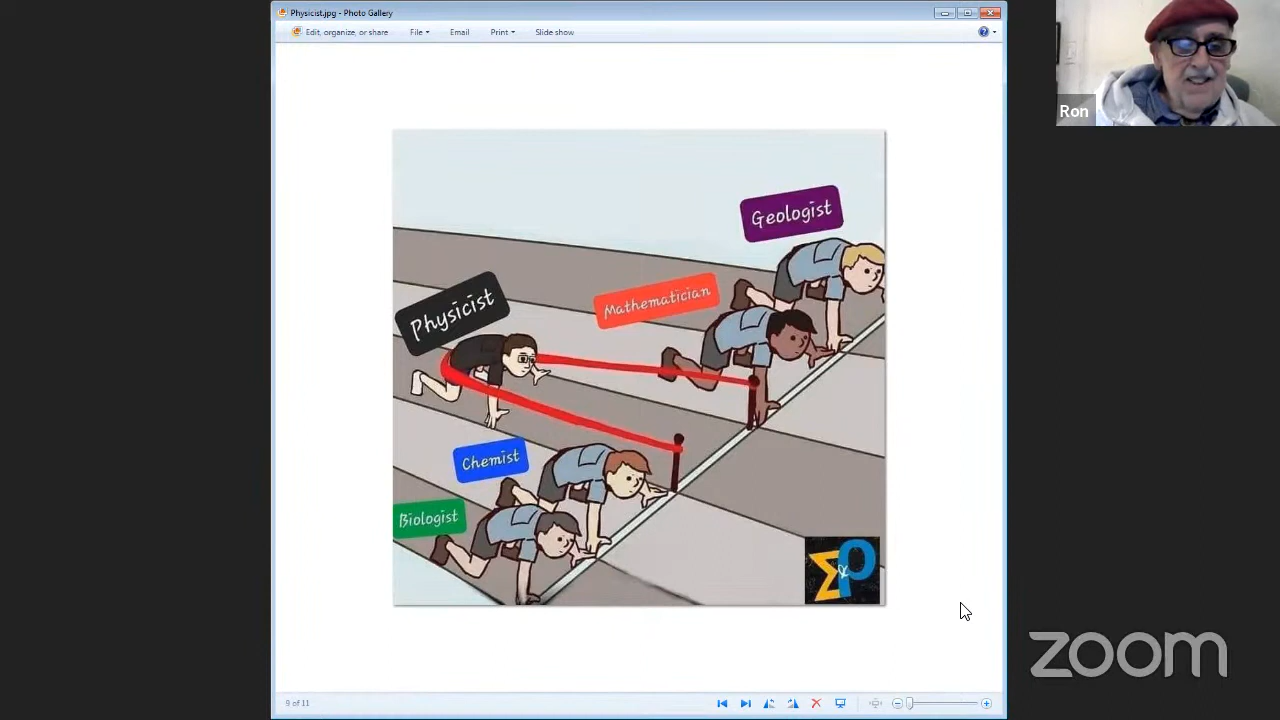 Physicist.jpg - Photo Gallery
Edit, organize, or share File Email Print Slide show
Ron
Geologist
Mathematician
Physicist
Chemist
Biologist
Σ&P
9 of 11
zoom